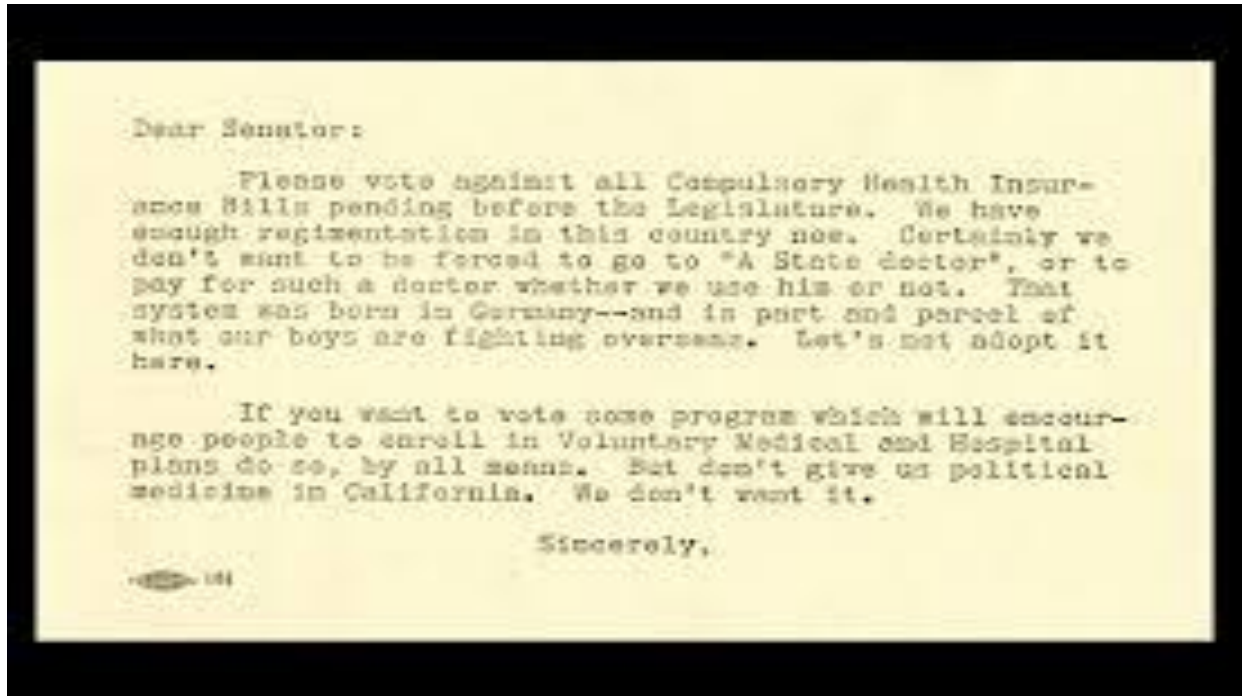 Dear Senator:
Please vote against all Compulsory Health Insur-
ance Bills pending before the Legislature. We have
enough regimentation in this country now. Certainly we
don't want to be forced to go to "A State doctor", or to
pay for such a doctor whether we use him or not. That
system was born in Germany--and is part and parcel of
what our boys are fighting overseas. Let's not adopt it
here.
If you want to vote some program which will encour-
age people to enroll in Voluntary Medical and Hospital
plans do so, by all means. But don't give us political
medicine in California. We don't want it.
Sincerely,